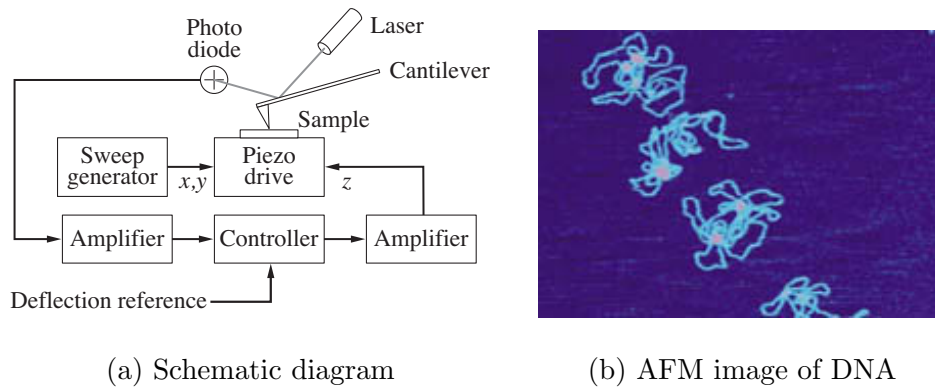 Photo
diode
Laser
Cantilever
Sample
Sweep
generator
x,y
Piezo
drive
z
Amplifier
Controller
Amplifier
Deflection reference
(a) Schematic diagram
(b) AFM image of DNA